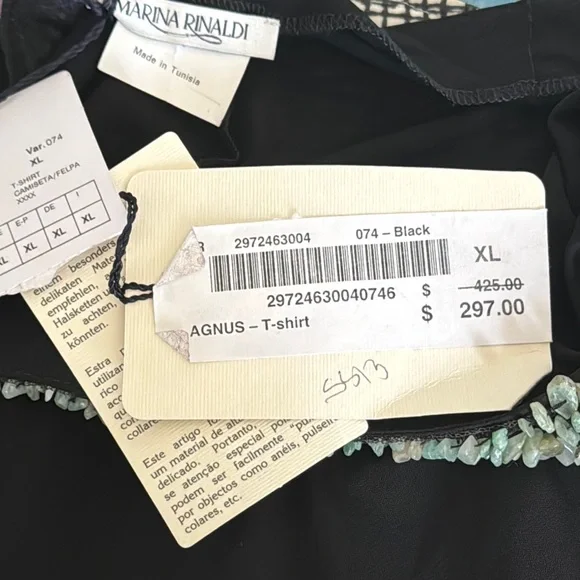 MARINA RINALDI
Made in Tunisia
Var. 074
XL
T-SHIRT
CAMISETA/FELPA
XXXX
E-P DE I
XL XL XL
2972463004 074 – Black
XL
29724630040746
$ 425.00
$ 297.00
AGNUS – T-shirt
einem besonders
delikaten
empfehlen,
Halsketten
zu achten,
könnten.
Estra
utilizan
rico
Este artigo
um material de
delicado. Portanto,
se atenção especial
podem ser facilmente
por objectos como anéis, pulseiras
colares, etc.